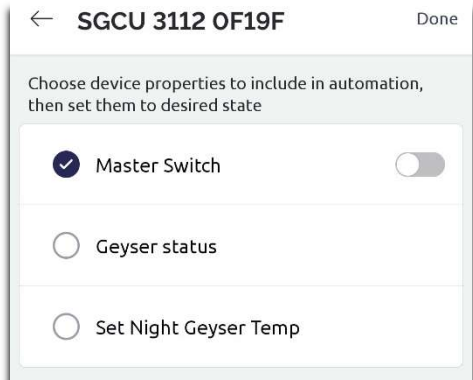 SGCU 3112 0F19F
Done
Choose device properties to include in automation,
then set them to desired state
Master Switch
Geyser status
Set Night Geyser Temp